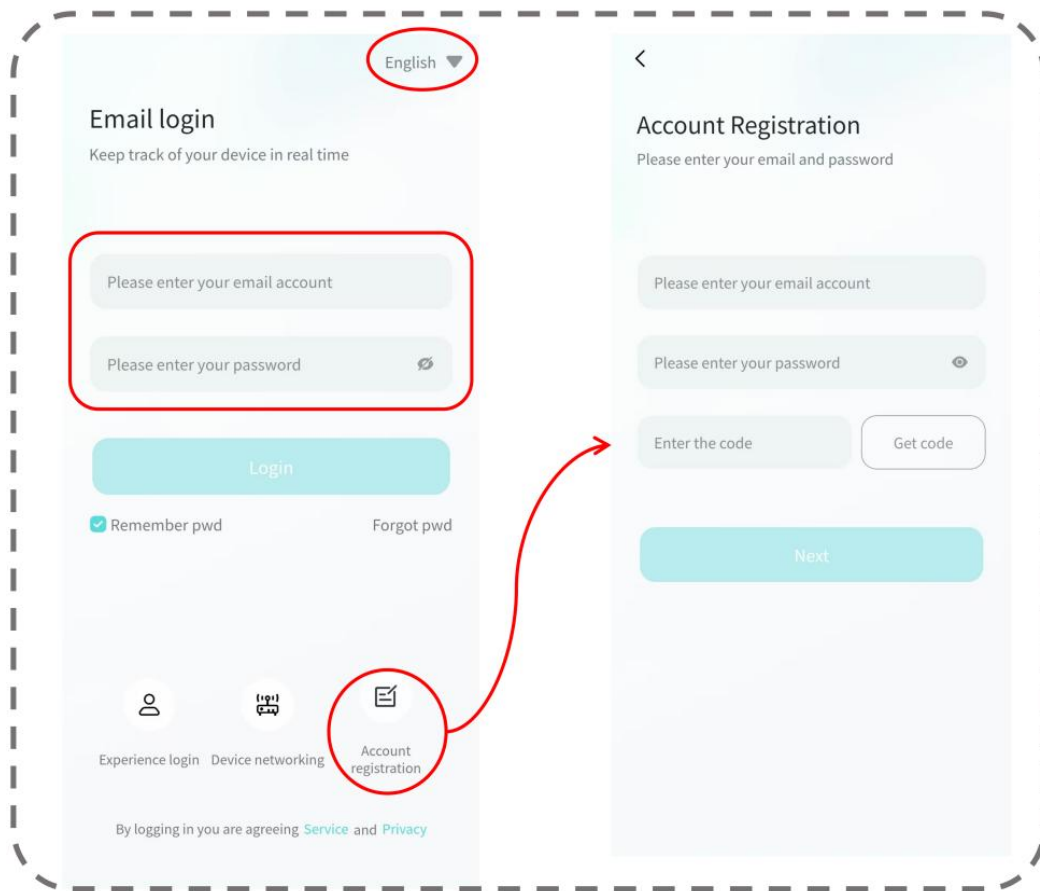 English
Email login
Keep track of your device in real time
Please enter your email account
Please enter your password
Login
Remember pwd
Forgot pwd
Experience login
Device networking
Account
registration
By logging in you are agreeing Service and Privacy
Account Registration
Please enter your email and password
Please enter your email account
Please enter your password
Enter the code
Get code
Next